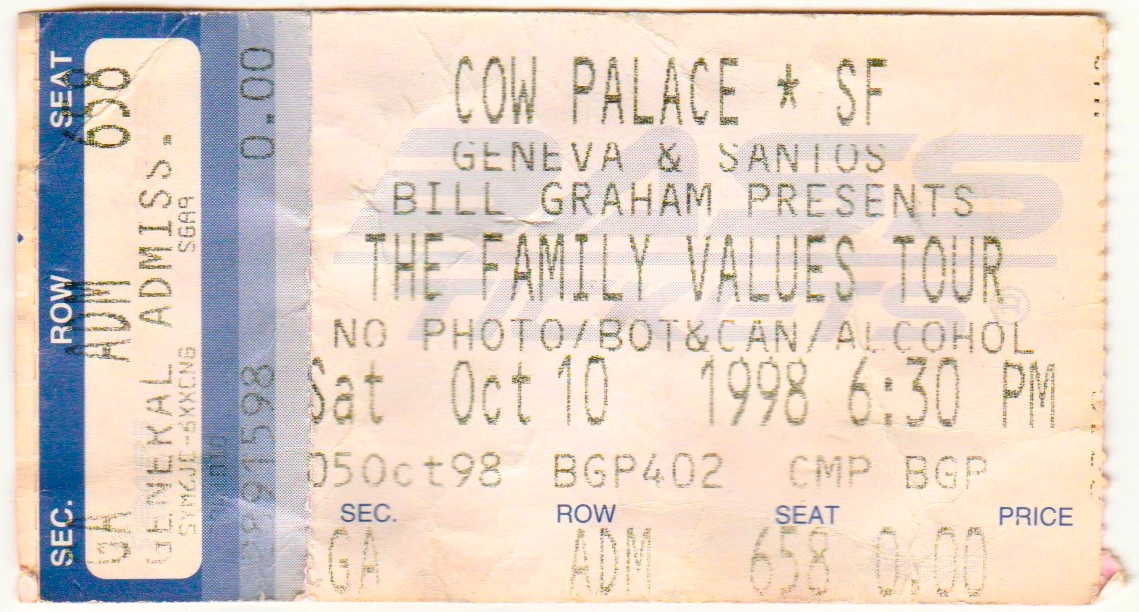 COW PALACE * SF
GENEVA & SANTOS
BILL GRAHAM PRESENTS
THE FAMILY VALUES TOUR
NO PHOTO/BOT&CAN/ALCOHOL
Sat Oct 10 1998 6:30 PM
05Oct98 BGP402 CMP BGP
SEC. ROW SEAT PRICE
GA ADM 658 0.00
SEC. ROW SEAT
GA ADM 658
GENERAL ADMISS.
SGA9
0.00
BASS
TICKETS®